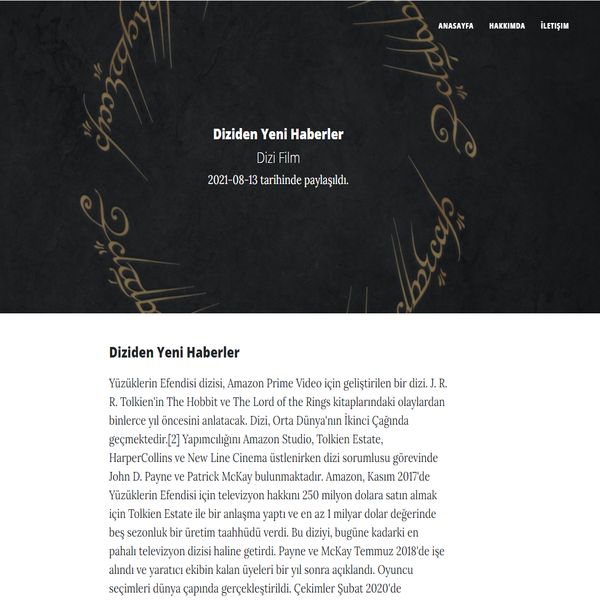 ANASAYFA HAKKIMDA İLETIŞIM
Diziden Yeni Haberler
Dizi Film
2021-08-13 tarihinde paylaşıldı.
Diziden Yeni Haberler
Yüzüklerin Efendisi dizisi, Amazon Prime Video için geliştirilen bir dizi. J. R.
R. Tolkien'in The Hobbit ve The Lord of the Rings kitaplarındaki olaylardan
binlerce yıl öncesini anlatacak. Dizi, Orta Dünya'nın İkinci Çağında
geçmektedir.[2] Yapımcılığını Amazon Studio, Tolkien Estate,
HarperCollins ve New Line Cinema üstlenirken dizi sorumlusu görevinde
John D. Payne ve Patrick McKay bulunmaktadır. Amazon, Kasım 2017'de
Yüzüklerin Efendisi için televizyon hakkını 250 milyon dolara satın almak
için Tolkien Estate ile bir anlaşma yaptı ve en az 1 milyar dolar değerinde
beş sezonluk bir üretim taahhüdü verdi. Bu diziyi, bugüne kadarki en
pahalı televizyon dizisi haline getirdi. Payne ve McKay Temmuz 2018'de işe
alındı ve yaratıcı ekibin kalan üyeleri bir yıl sonra açıklandı. Oyuncu
seçimleri dünya çapında gerçekleştirildi. Çekimler Şubat 2020'de